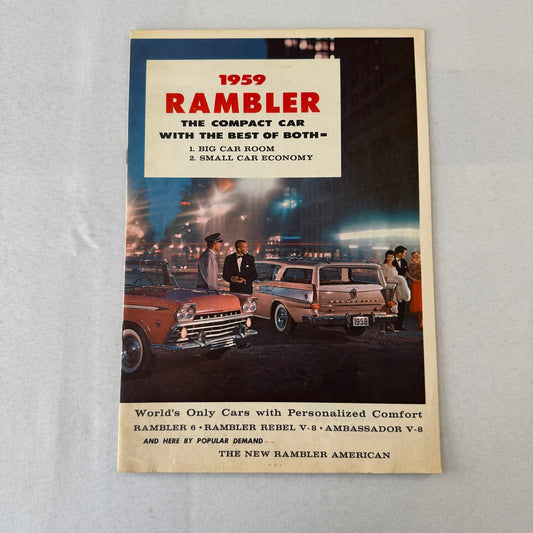 1959
RAMBLER
THE COMPACT CAR
WITH THE BEST OF BOTH-
1. BIG CAR ROOM
2. SMALL CAR ECONOMY
1959
World's Only Cars with Personalized Comfort
RAMBLER 6 • RAMBLER REBEL V-8 • AMBASSADOR V-8
AND HERE BY POPULAR DEMAND--
THE NEW RAMBLER AMERICAN